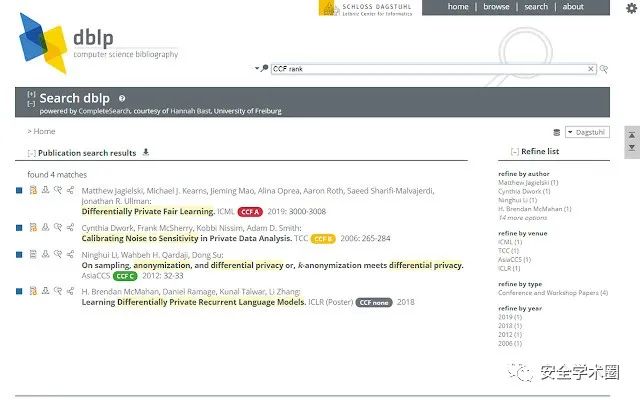 SCHLOSS DAGSTUHL
Leibniz Center for Informatics
home | browse | search | about
dblp
computer science bibliography
CCF rank
[+]
[-]
Search dblp
powered by CompleteSearch, courtesy of Hannah Bast, University of Freiburg
> Home
Dagstuhl
[-] Publication search results
found 4 matches
Matthew Jagielski, Michael J. Kearns, Jieming Mao, Alina Oprea, Aaron Roth, Saeed Sharifi-Malvajerdi,
Jonathan R. Ullman:
Differentially Private Fair Learning. ICML CCF A 2019: 3000-3008
Cynthia Dwork, Frank McSherry, Kobbi Nissim, Adam D. Smith:
Calibrating Noise to Sensitivity in Private Data Analysis. TCC CCF B 2006: 265-284
Ninghui Li, Wahbeh H. Qardaji, Dong Su:
On sampling, anonymization, and differential privacy or, k-anonymization meets differential privacy.
AsiaCCS CCF C 2012: 32-33
H. Brendan McMahan, Daniel Ramage, Kunal Talwar, Li Zhang:
Learning Differentially Private Recurrent Language Models. ICLR (Poster) CCF none 2018
[-] Refine list
refine by author
Matthew Jagielski (1)
Cynthia Dwork (1)
Ninghui Li (1)
H. Brendan McMahan (1)
14 more options
refine by venue
ICML (1)
TCC (1)
AsiaCCS (1)
ICLR (1)
refine by type
Conference and Workshop Papers (4)
refine by year
2019 (1)
2018 (1)
2012 (1)
2006 (1)
安全学术圈